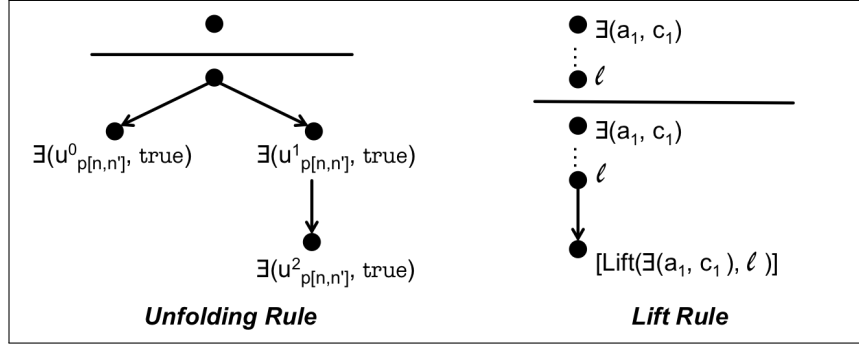 ∃(a₁, c₁)
ℓ
∃(a₁, c₁)
∃(u⁰p[n,n'], true) ∃(u¹p[n,n'], true)
ℓ
∃(u²p[n,n'], true)
[Lift(∃(a₁, c₁ ), ℓ )]
Unfolding Rule Lift Rule